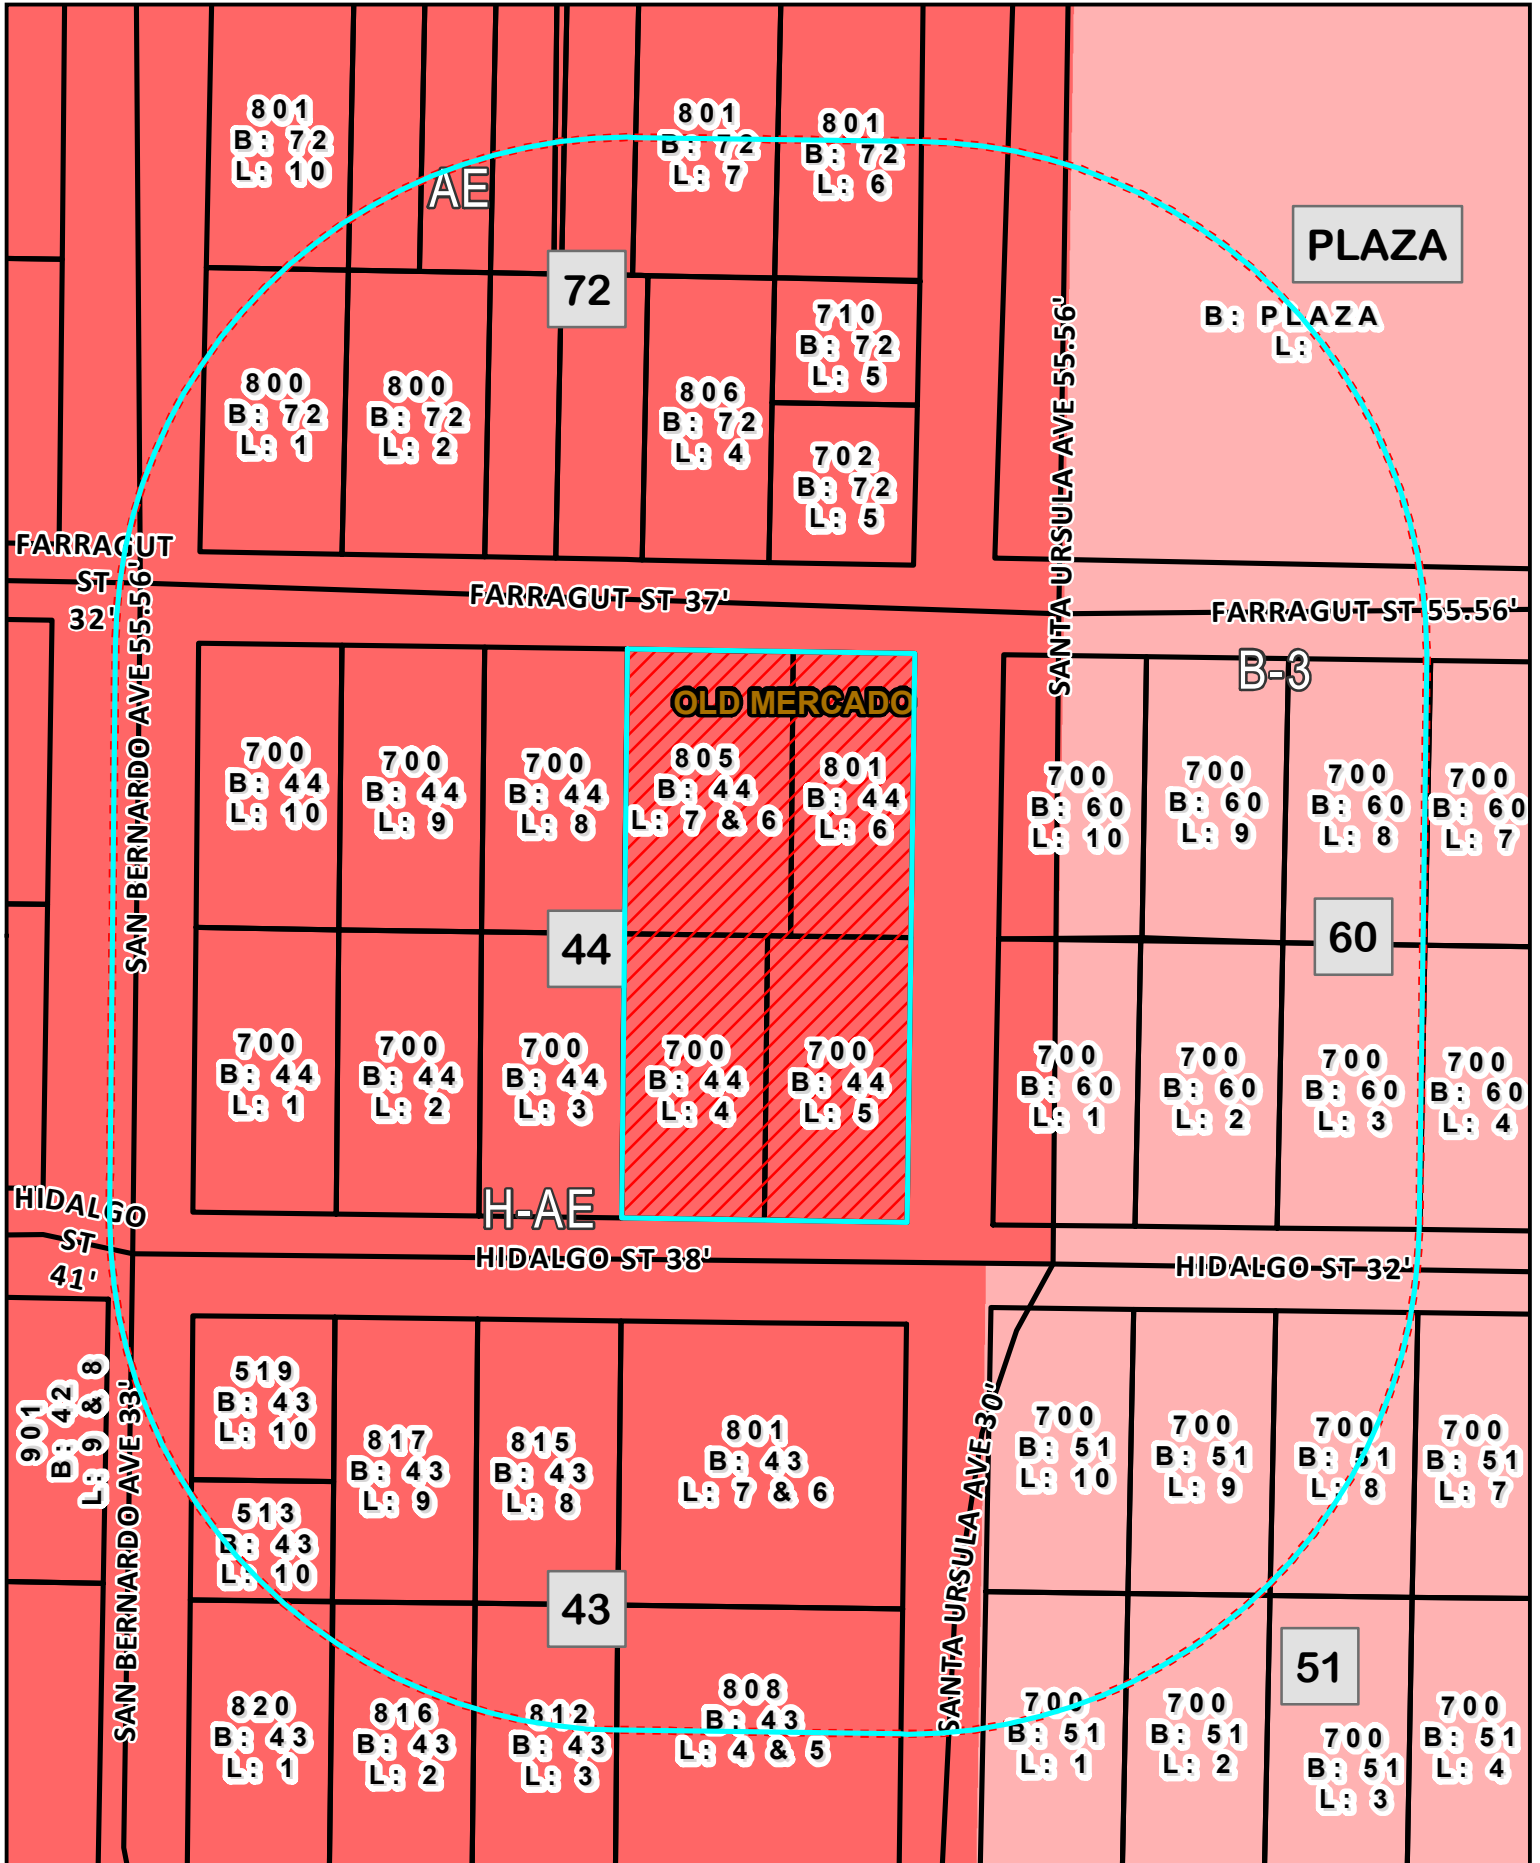 801
B: 72
L: 10
801
B: 72
L: 7
801
B: 72
L: 6
AE
72
PLAZA
B: PLAZA
L:
800
B: 72
L: 1
800
B: 72
L: 2
806
B: 72
L: 4
710
B: 72
L: 5
702
B: 72
L: 5
SANTA URSULA AVE 55.56'
FARRAGUT
ST
32'
FARRAGUT ST 37'
FARRAGUT ST 55.56'
SAN BERNARDO AVE 55.56'
B-3
OLD MERCADO
700
B: 44
L: 10
700
B: 44
L: 9
700
B: 44
L: 8
805
B: 44
L: 7 & 6
801
B: 44
L: 6
700
B: 60
L: 10
700
B: 60
L: 9
700
B: 60
L: 8
700
B: 60
L: 7
44
60
700
B: 44
L: 1
700
B: 44
L: 2
700
B: 44
L: 3
700
B: 44
L: 4
700
B: 44
L: 5
700
B: 60
L: 1
700
B: 60
L: 2
700
B: 60
L: 3
700
B: 60
L: 4
H-AE
HIDALGO
ST
41'
HIDALGO ST 38'
HIDALGO ST 32'
901
B: 42
L: 9 & 8
SAN BERNARDO AVE 33'
519
B: 43
L: 10
513
B: 43
L: 10
817
B: 43
L: 9
815
B: 43
L: 8
801
B: 43
L: 7 & 6
SANTA URSULA AVE 30'
700
B: 51
L: 10
700
B: 51
L: 9
700
B: 51
L: 8
700
B: 51
L: 7
43
51
820
B: 43
L: 1
816
B: 43
L: 2
812
B: 43
L: 3
808
B: 43
L: 4 & 5
700
B: 51
L: 1
700
B: 51
L: 2
700
B: 51
L: 3
700
B: 51
L: 4